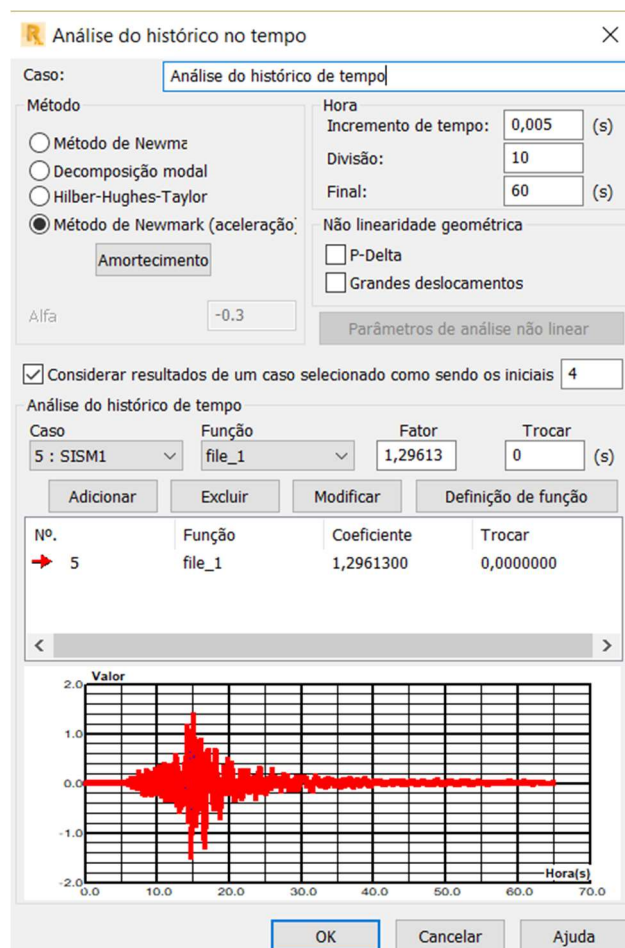 Análise do histórico no tempo
Caso: Análise do histórico de tempo
Método
Método de Newma
Decomposição modal
Hilber-Hughes-Taylor
Método de Newmark (aceleração)
Amortecimento
Alfa -0.3
Hora
Incremento de tempo: 0,005 (s)
Divisão: 10
Final: 60 (s)
Não linearidade geométrica
P-Delta
Grandes deslocamentos
Parâmetros de análise não linear
Considerar resultados de um caso selecionado como sendo os iniciais 4
Análise do histórico de tempo
Caso Função Fator Trocar
5 : SISM1 file_1 1,29613 0 (s)
Adicionar Excluir Modificar Definição de função
Nº. Função Coeficiente Trocar
5 file_1 1,2961300 0,0000000
Valor
2.0
1.0
0.0
-1.0
-2.0
Hora(s)
0.0 10.0 20.0 30.0 40.0 50.0 60.0 70.0
OK Cancelar Ajuda